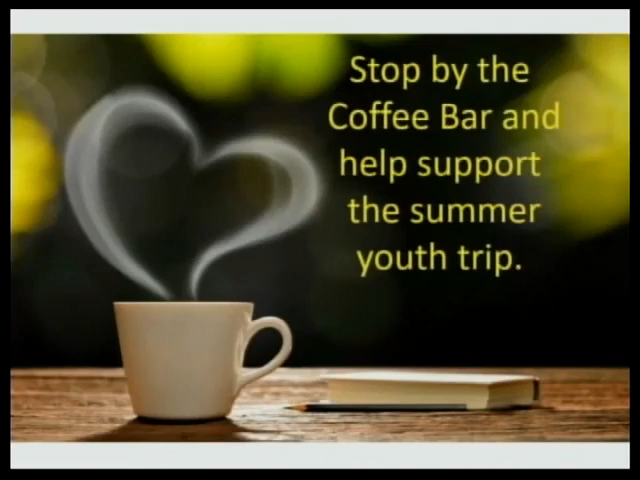 Stop by the
Coffee Bar and
help support
the summer
youth trip.